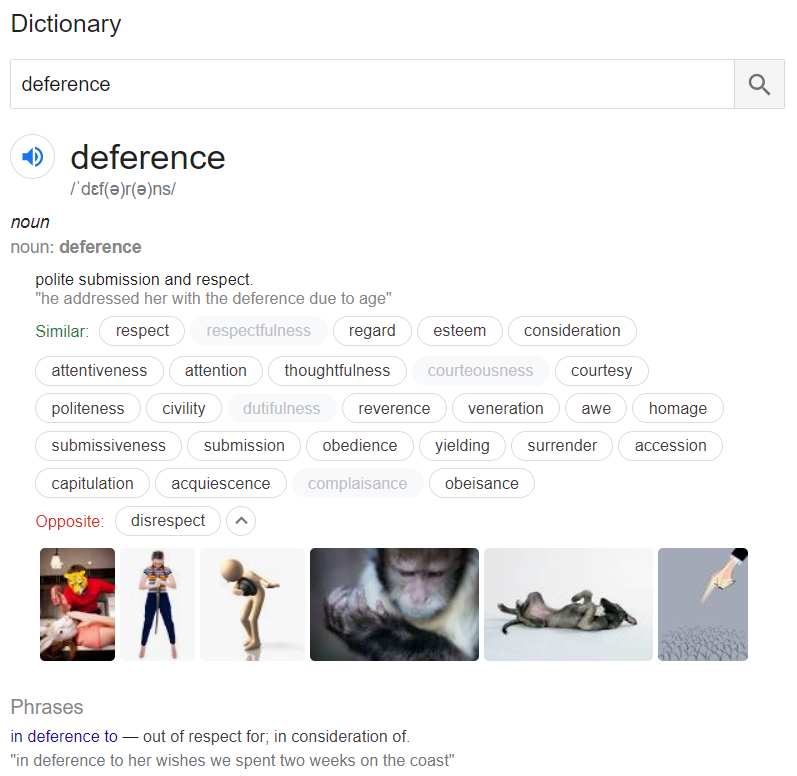 Dictionary
deference
deference
/ˈdɛf(ə)r(ə)ns/
noun
noun: deference
polite submission and respect.
"he addressed her with the deference due to age"
Similar: respect respectfulness regard esteem consideration
attentiveness attention thoughtfulness courteousness courtesy
politeness civility dutifulness reverence veneration awe homage
submissiveness submission obedience yielding surrender accession
capitulation acquiescence complaisance obeisance
Opposite: disrespect
Phrases
in deference to — out of respect for; in consideration of.
"in deference to her wishes we spent two weeks on the coast"